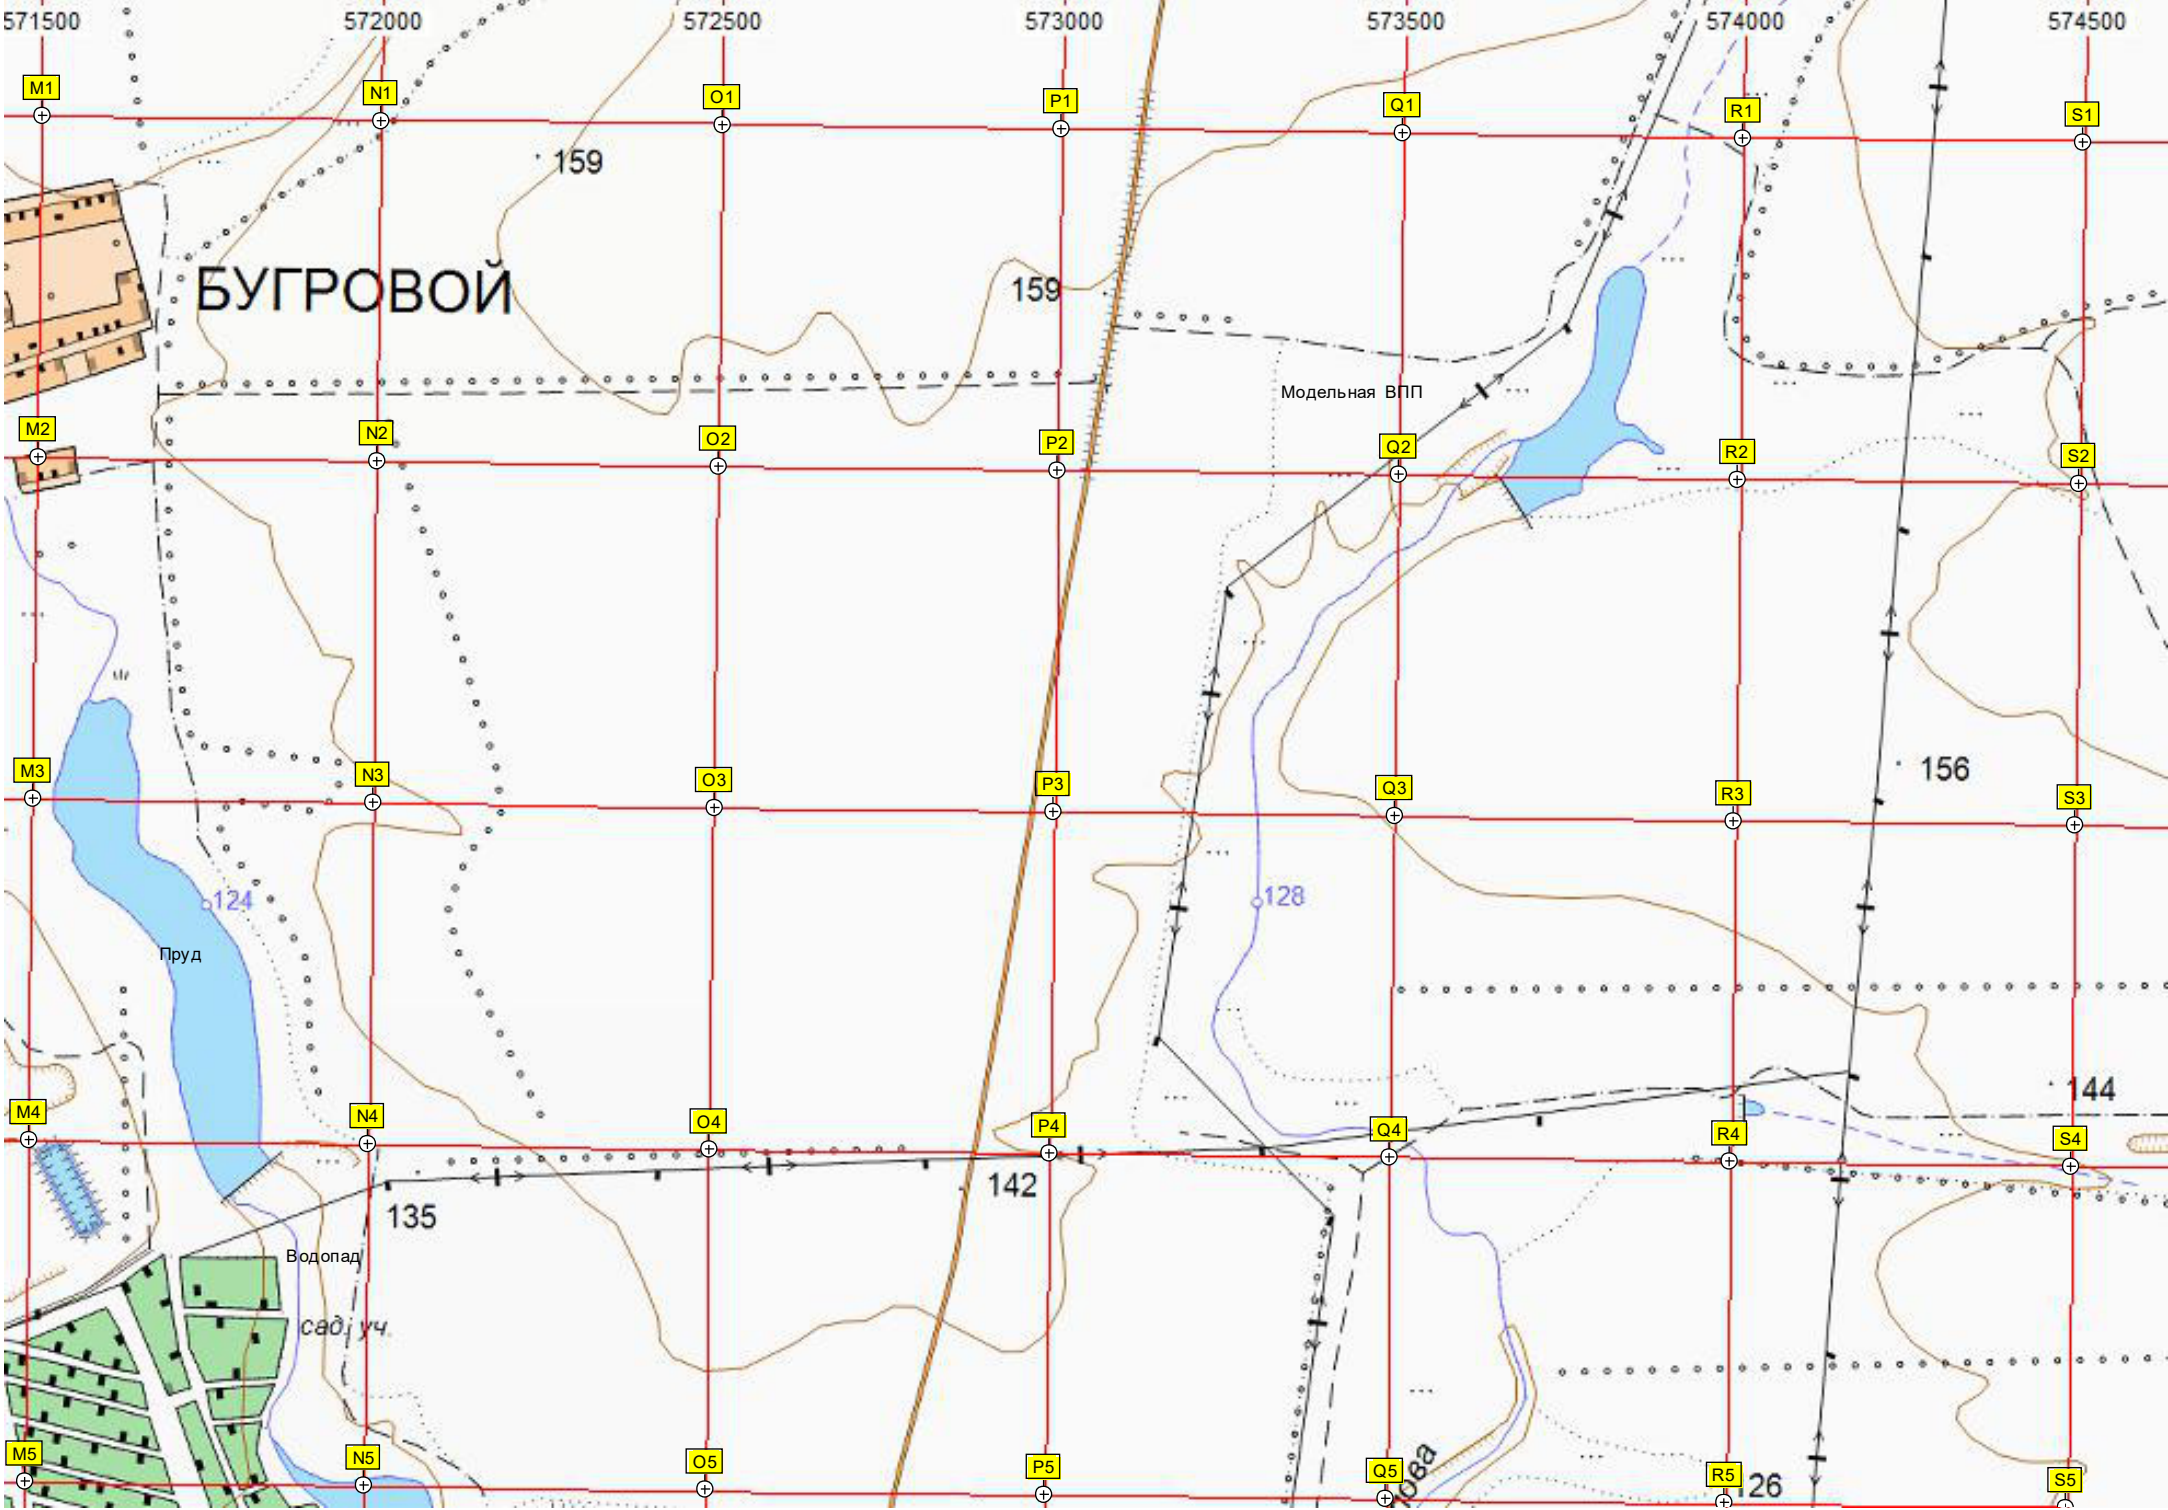 571500 572000 572500 573000 573500 574000 574500
M1 N1 O1 P1 Q1 R1 S1
159
БУГРОВОЙ
159
Модельная ВПП
M2 N2 O2 P2 Q2 R2 S2
M3 N3 O3 P3 Q3 R3 S3
156
124
128
Пруд
144
M4 N4 O4 P4 Q4 R4 S4
142
135
Водопад
сад. уч.
M5 N5 O5 P5 Q5 R5 S5
126